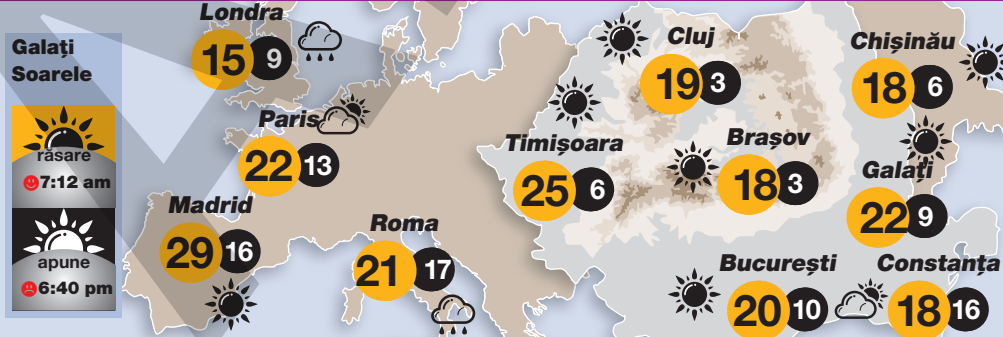 Galați
Soarele
răsare
7:12 am
apune
6:40 pm
Londra
15 9
Paris
22 13
Madrid
29 16
Roma
21 17
Timișoara
25 6
Cluj
19 3
Brașov
18 3
București
20 10
Chișinău
18 6
Galați
22 9
Constanța
18 16